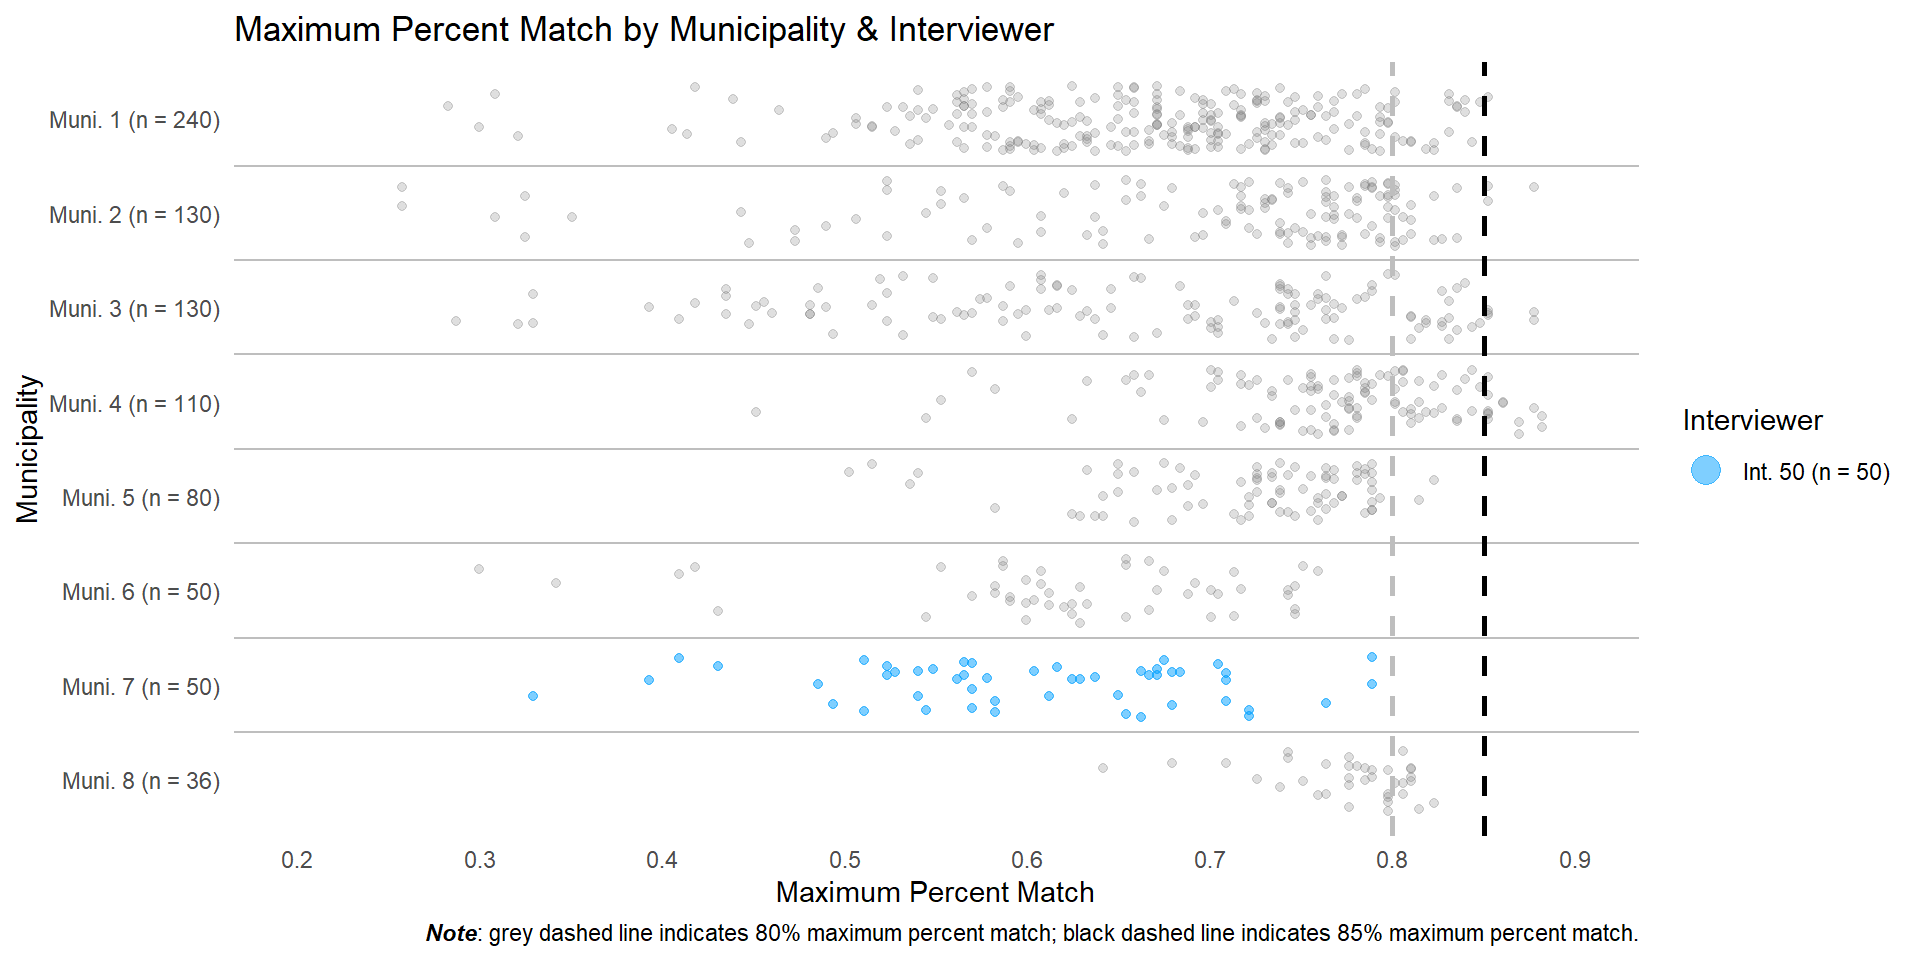 Maximum Percent Match by Municipality & Interviewer
Muni. 1 (n = 240)
Muni. 2 (n = 130)
Muni. 3 (n = 130)
Muni. 4 (n = 110)
Muni. 5 (n = 80)
Muni. 6 (n = 50)
Muni. 7 (n = 50)
Muni. 8 (n = 36)
Municipality
Interviewer
Int. 50 (n = 50)
0.2 0.3 0.4 0.5 0.6 0.7 0.8 0.9
Maximum Percent Match
Note: grey dashed line indicates 80% maximum percent match; black dashed line indicates 85% maximum percent match.